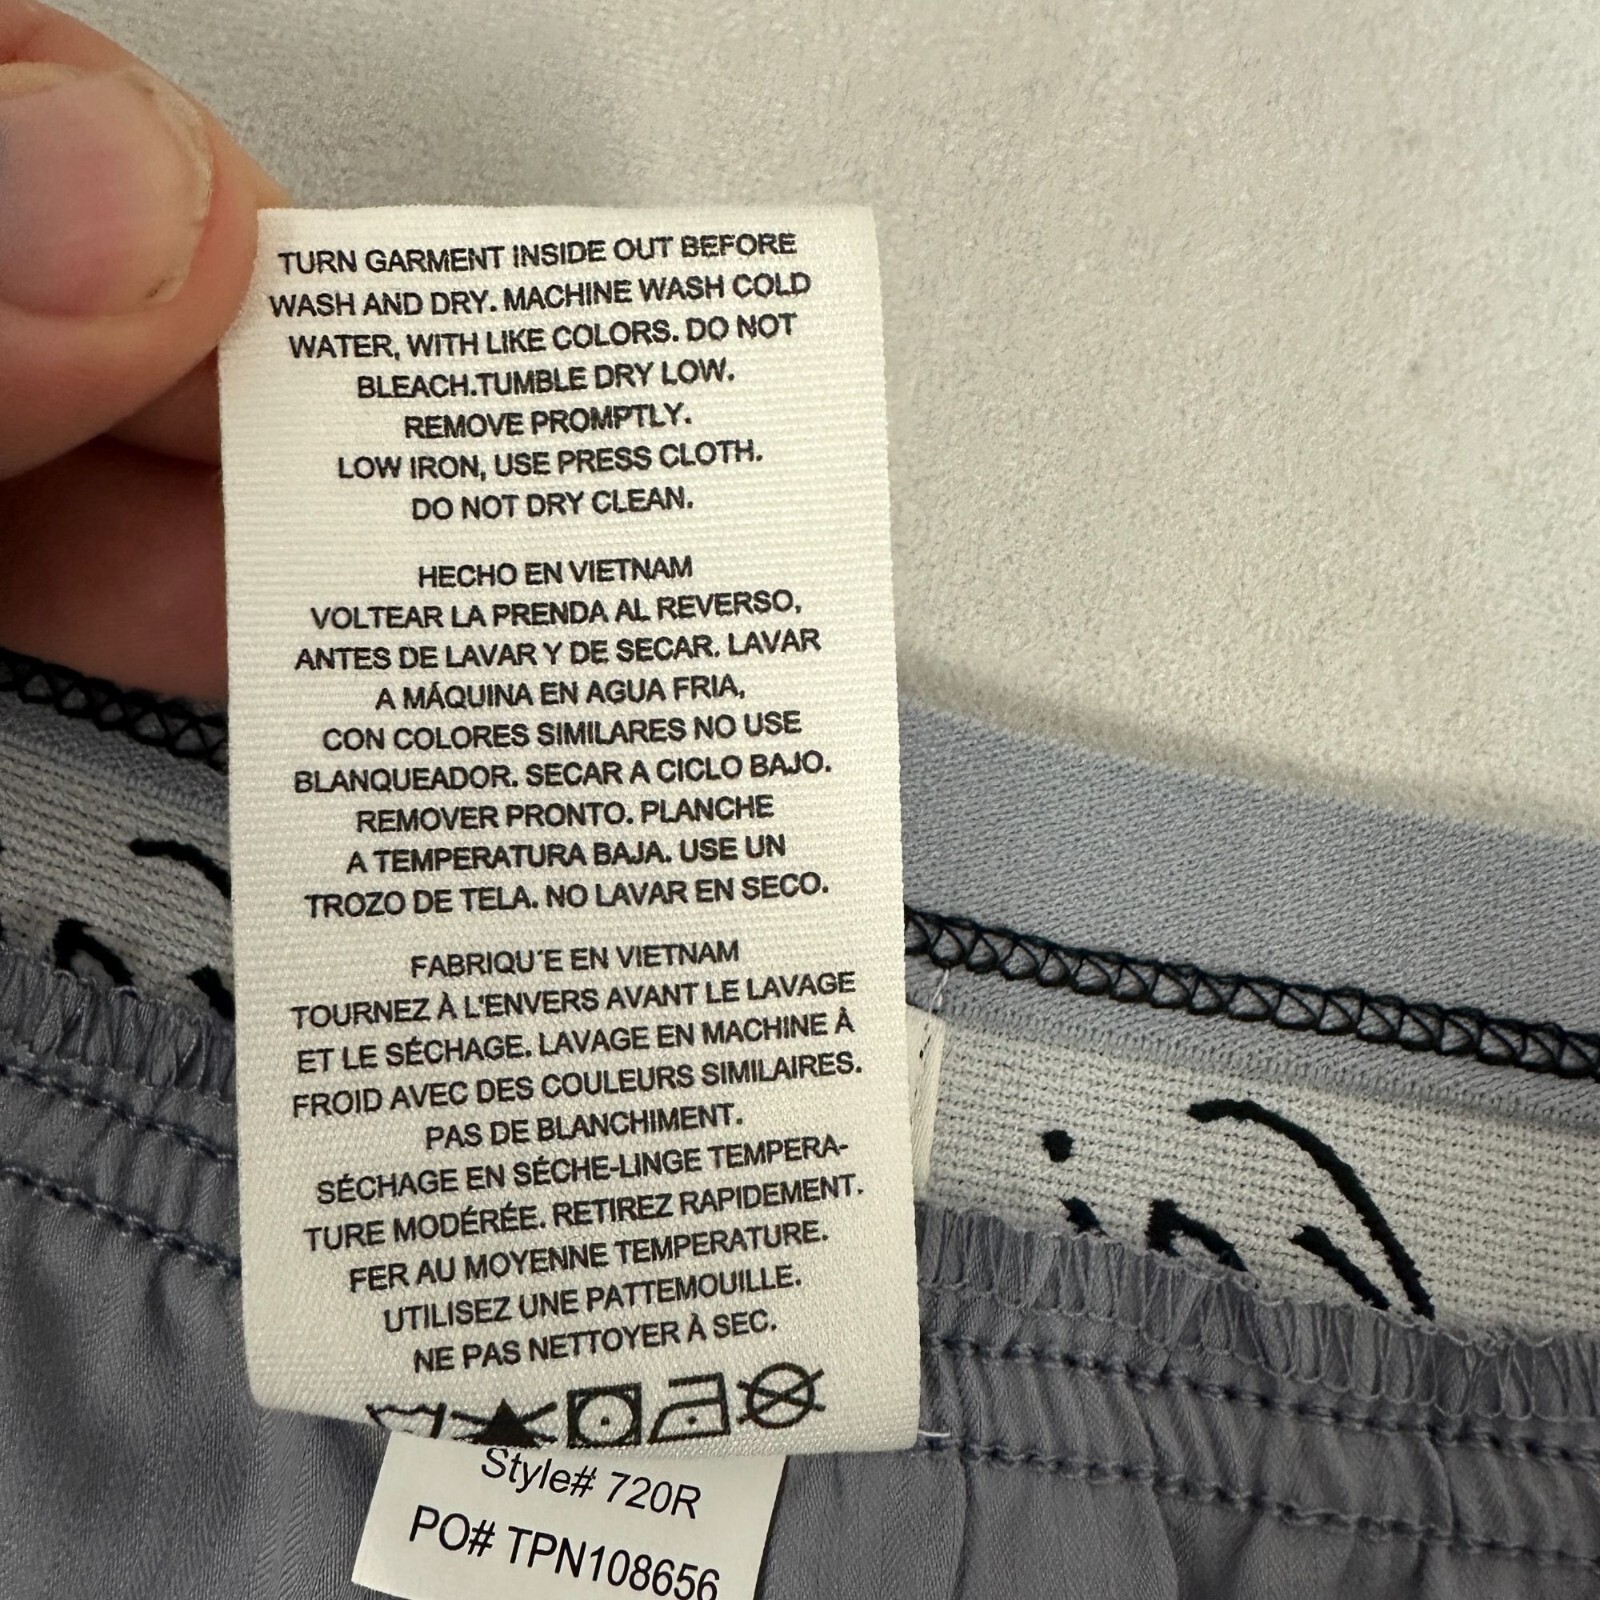 TURN GARMENT INSIDE OUT BEFORE
WASH AND DRY. MACHINE WASH COLD
WATER, WITH LIKE COLORS. DO NOT
BLEACH.TUMBLE DRY LOW.
REMOVE PROMPTLY.
LOW IRON, USE PRESS CLOTH.
DO NOT DRY CLEAN.
HECHO EN VIETNAM
VOLTEAR LA PRENDA AL REVERSO,
ANTES DE LAVAR Y DE SECAR. LAVAR
A MÁQUINA EN AGUA FRIA,
CON COLORES SIMILARES NO USE
BLANQUEADOR. SECAR A CICLO BAJO.
REMOVER PRONTO. PLANCHE
A TEMPERATURA BAJA. USE UN
TROZO DE TELA. NO LAVAR EN SECO.
FABRIQU´E EN VIETNAM
TOURNEZ À L'ENVERS AVANT LE LAVAGE
ET LE SÉCHAGE. LAVAGE EN MACHINE À
FROID AVEC DES COULEURS SIMILAIRES.
PAS DE BLANCHIMENT.
SÉCHAGE EN SÉCHE-LINGE TEMPERA-
TURE MODÉRÉE. RETIREZ RAPIDEMENT.
FER AU MOYENNE TEMPERATURE.
UTILISEZ UNE PATTEMOUILLE.
NE PAS NETTOYER À SEC.
Style# 720R
PO# TPN108656